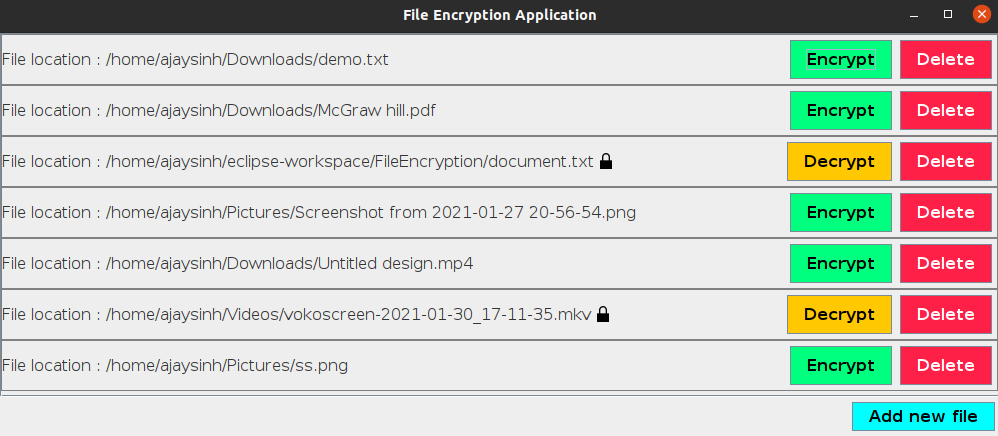 File Encryption Application
File location : /home/ajaysinh/Downloads/demo.txt Encrypt Delete
File location : /home/ajaysinh/Downloads/McGraw hill.pdf Encrypt Delete
File location : /home/ajaysinh/eclipse-workspace/FileEncryption/document.txt Decrypt Delete
File location : /home/ajaysinh/Pictures/Screenshot from 2021-01-27 20-56-54.png Encrypt Delete
File location : /home/ajaysinh/Downloads/Untitled design.mp4 Encrypt Delete
File location : /home/ajaysinh/Videos/vokoscreen-2021-01-30_17-11-35.mkv Decrypt Delete
File location : /home/ajaysinh/Pictures/ss.png Encrypt Delete
Add new file